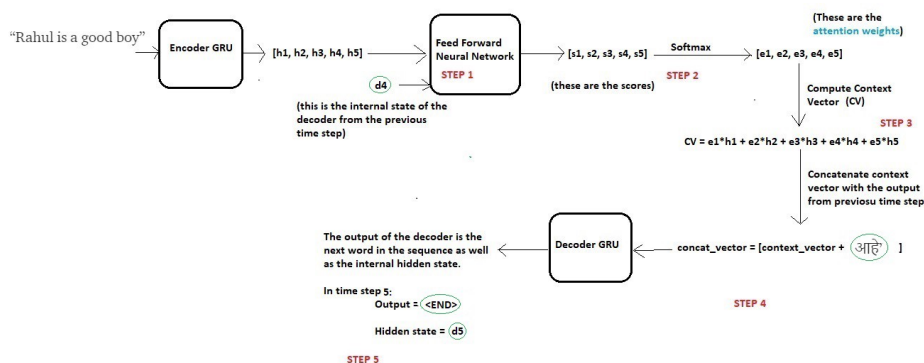 "Rahul is a good boy"
Encoder GRU
[h1, h2, h3, h4, h5]
Feed Forward
Neural Network
STEP 1
d4
(this is the internal state of the
decoder from the previous
time step)
[s1, s2, s3, s4, s5]
(these are the scores)
Softmax
STEP 2
(These are the
attention weights)
[e1, e2, e3, e4, e5]
Compute Context
Vector (CV)
STEP 3
CV = e1*h1 + e2*h2 + e3*h3 + e4*h4 + e5*h5
Concatenate context
vector with the output
from previosu time step
concat_vector = [context_vector + आहे' ]
STEP 4
Decoder GRU
The output of the decoder is the
next word in the sequence as well
as the internal hidden state.
In time step 5:
Output = <END>
Hidden state = d5
STEP 5